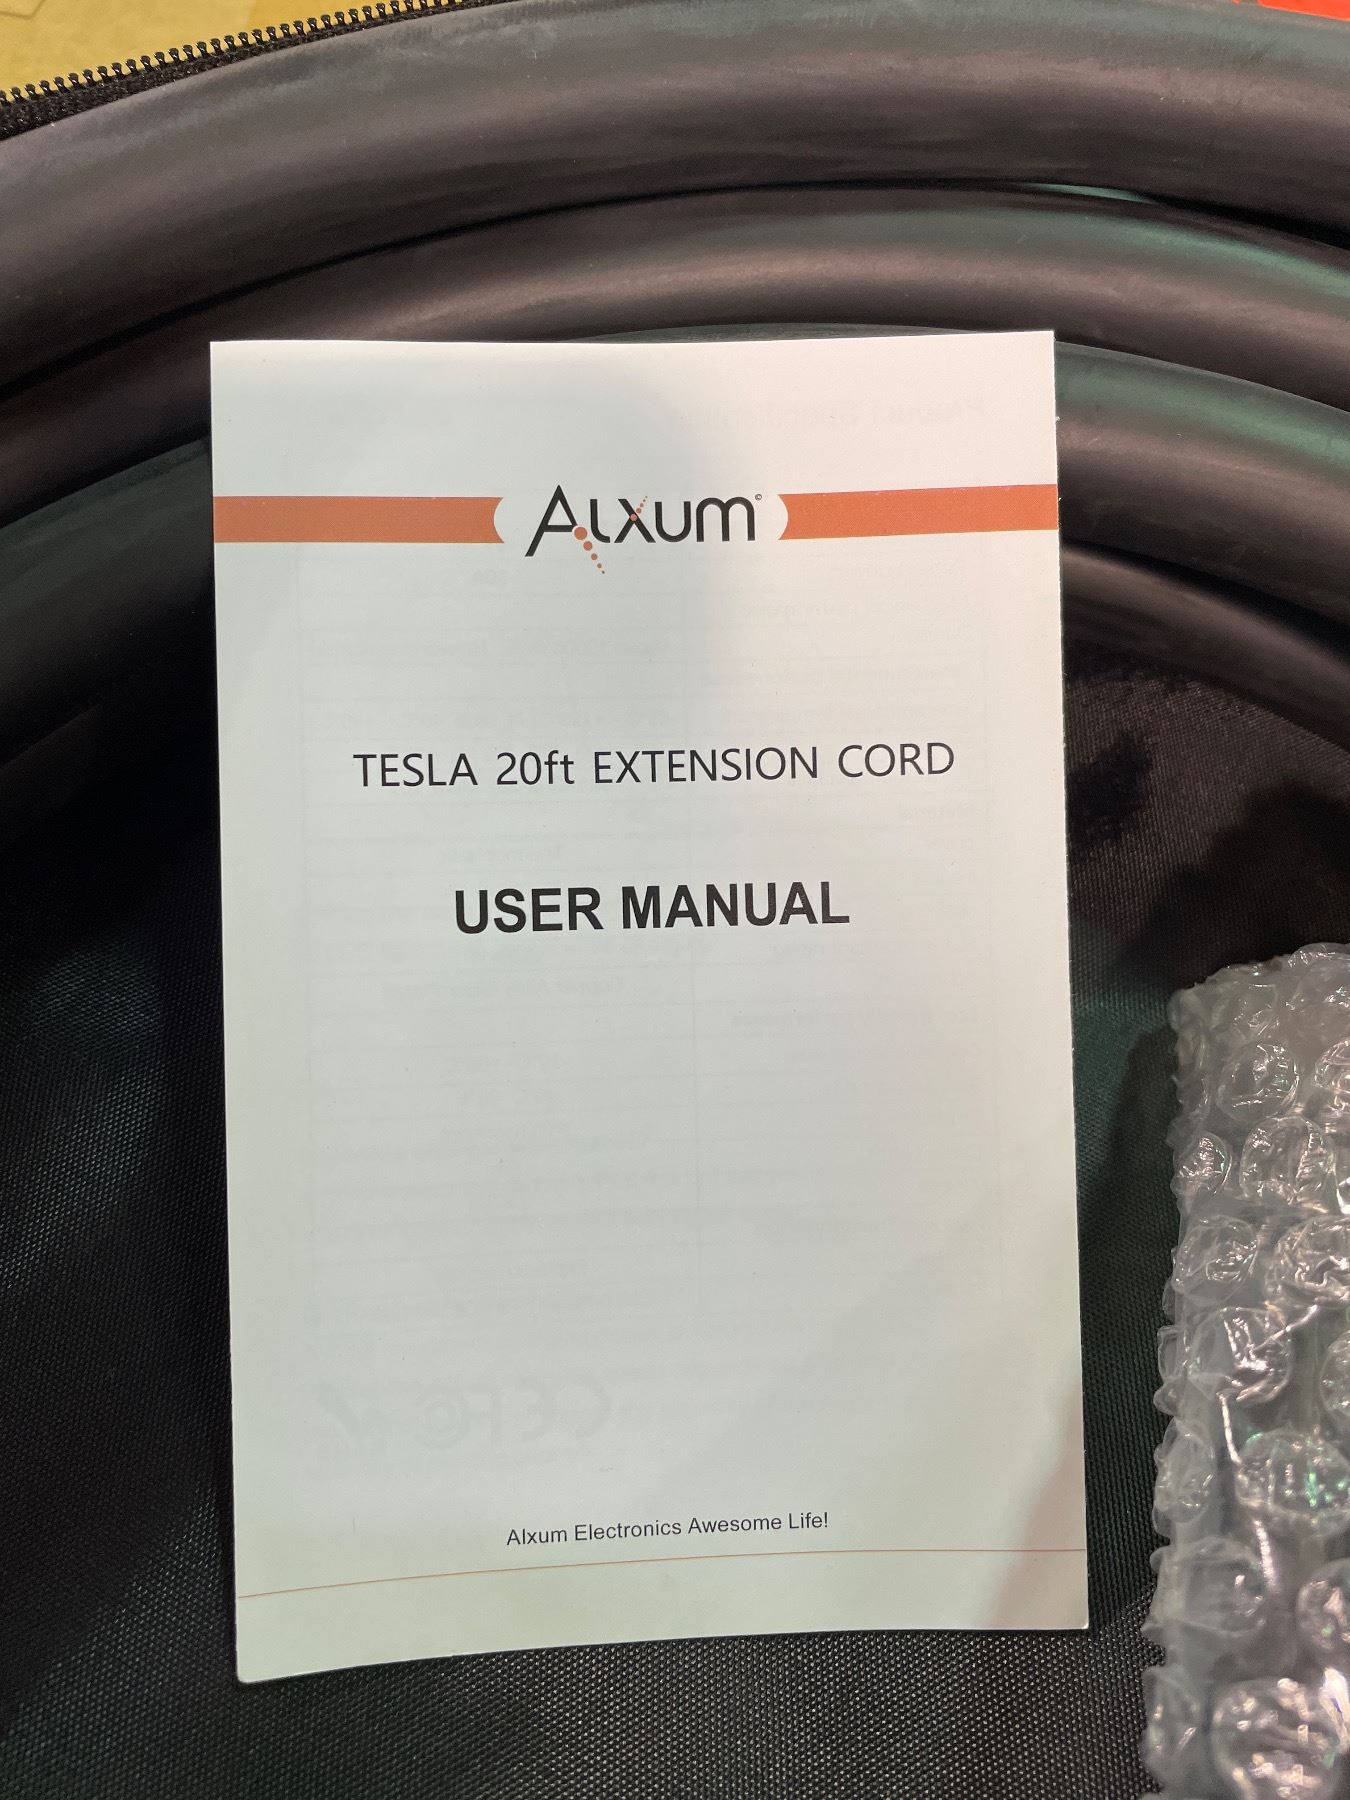 ALXUM©
TESLA 20ft EXTENSION CORD
USER MANUAL
Alxum Electronics Awesome Life!